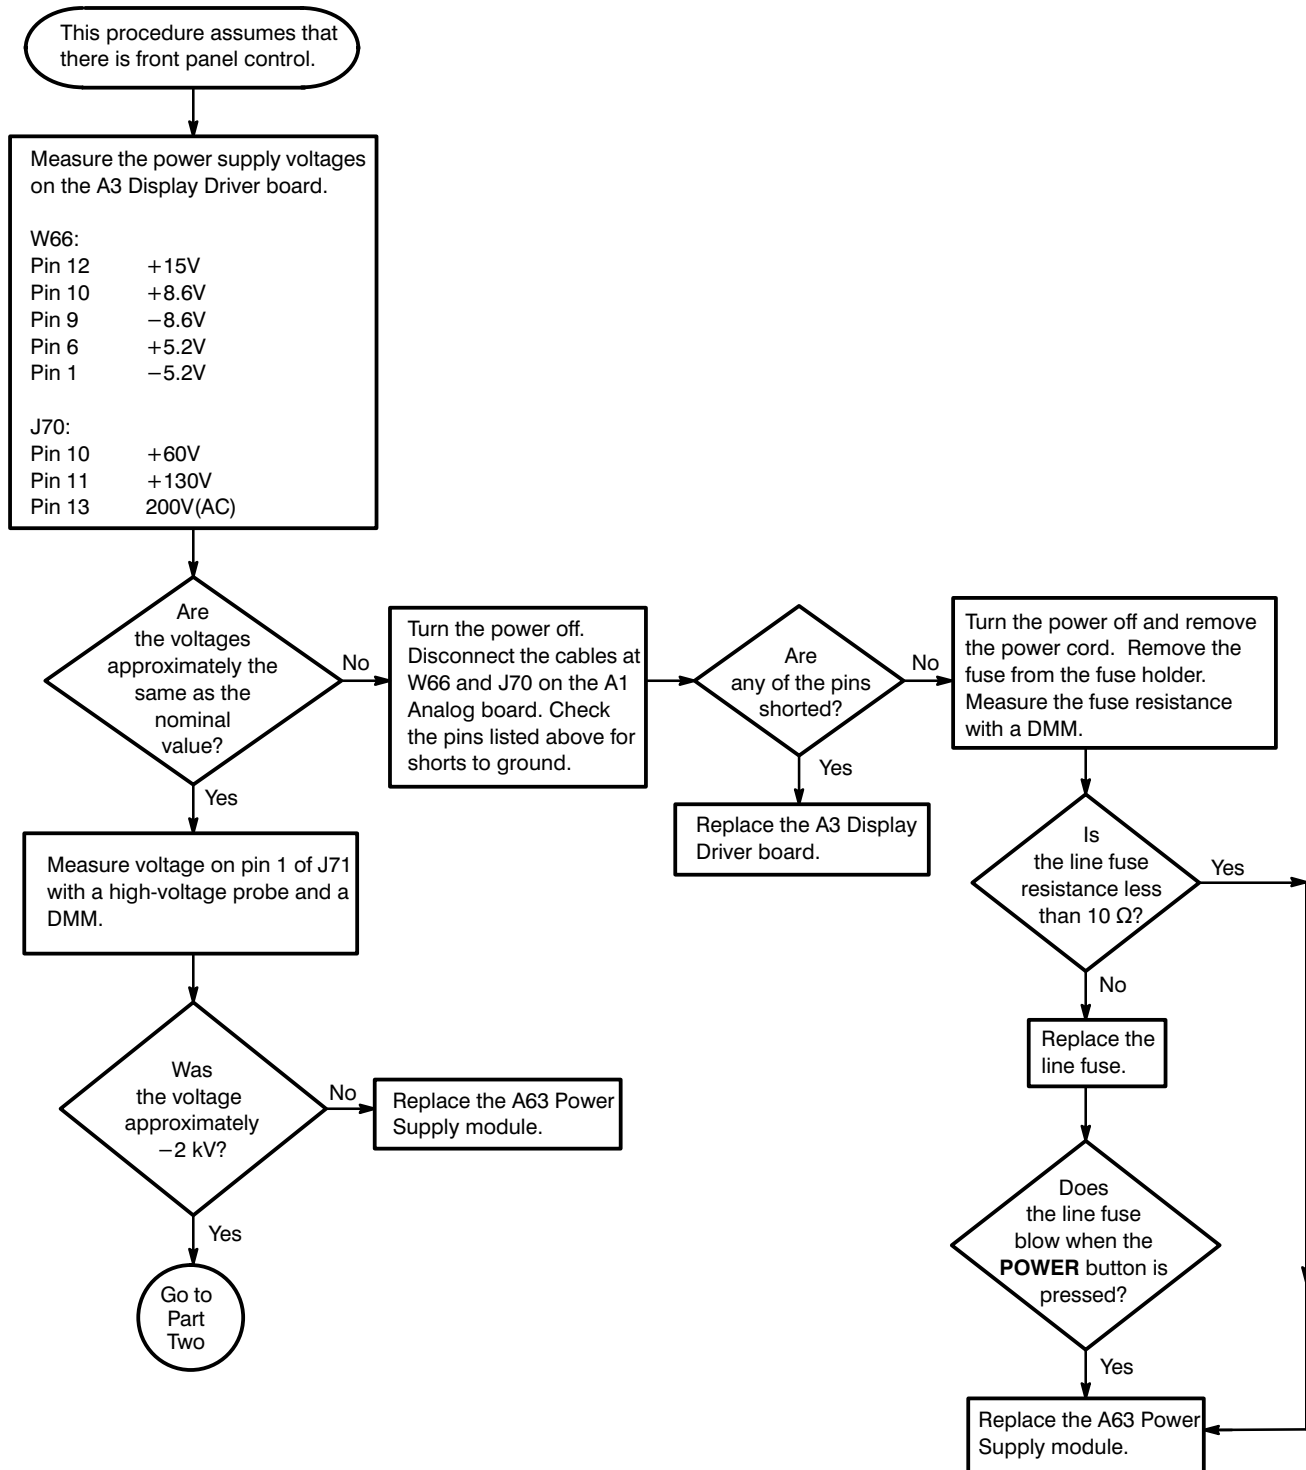 This procedure assumes that
there is front panel control.
Measure the power supply voltages
on the A3 Display Driver board.
W66:
Pin 12 +15V
Pin 10 +8.6V
Pin 9 −8.6V
Pin 6 +5.2V
Pin 1 −5.2V
J70:
Pin 10 +60V
Pin 11 +130V
Pin 13 200V(AC)
Are
the voltages
approximately the
same as the
nominal
value?
No
Yes
Turn the power off.
Disconnect the cables at
W66 and J70 on the A1
Analog board. Check
the pins listed above for
shorts to ground.
Are
any of the pins
shorted?
No
Yes
Replace the A3 Display
Driver board.
Turn the power off and remove
the power cord.  Remove the
fuse from the fuse holder.
Measure the fuse resistance
with a DMM.
Is
the line fuse
resistance less
than 10 Ω?
Yes
No
Replace the
line fuse.
Does
the line fuse
blow when the
POWER button is
pressed?
Yes
Replace the A63 Power
Supply module.
Measure voltage on pin 1 of J71
with a high-voltage probe and a
DMM.
Was
the voltage
approximately
−2 kV?
No
Replace the A63 Power
Supply module.
Yes
Go to
Part
Two